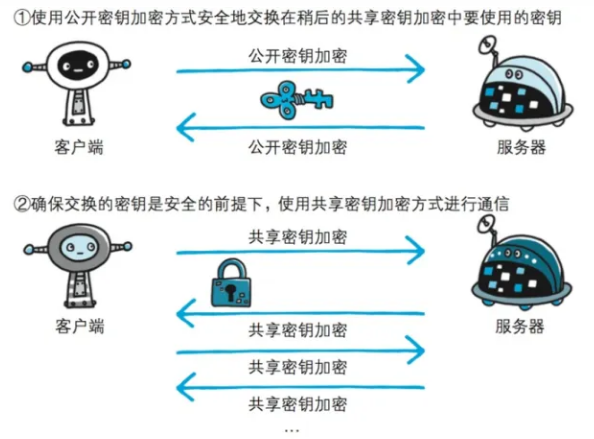 ①使用公开密钥加密方式安全地交换在稍后的共享密钥加密中要使用的密钥
公开密钥加密
公开密钥加密
客户端
服务器
②确保交换的密钥是安全的前提下，使用共享密钥加密方式进行通信
共享密钥加密
客户端
服务器
共享密钥加密
共享密钥加密
共享密钥加密
…